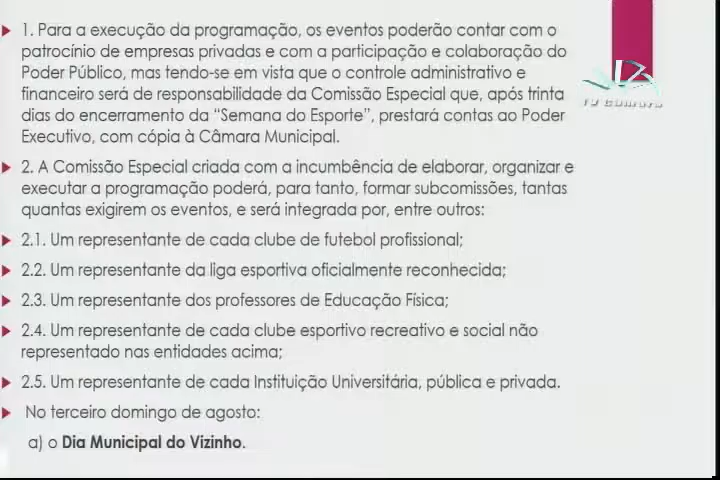 1. Para a execução da programação, os eventos poderão contar com o
patrocínio de empresas privadas e com a participação e colaboração do
Poder Público, mas tendo-se em vista que o controle administrativo e
financeiro será de responsabilidade da Comissão Especial que, após trinta
dias do encerramento da “Semana do Esporte”, prestará contas ao Poder
Executivo, com cópia à Câmara Municipal.
2. A Comissão Especial criada com a incumbência de elaborar, organizar e
executar a programação poderá, para tanto, formar subcomissões, tantas
quantas exigirem os eventos, e será integrada por, entre outros:
2.1. Um representante de cada clube de futebol profissional;
2.2. Um representante da liga esportiva oficialmente reconhecida;
2.3. Um representante dos professores de Educação Física;
2.4. Um representante de cada clube esportivo recreativo e social não
representado nas entidades acima;
2.5. Um representante de cada Instituição Universitária, pública e privada.
No terceiro domingo de agosto:
a) o Dia Municipal do Vizinho.
TV Câmara